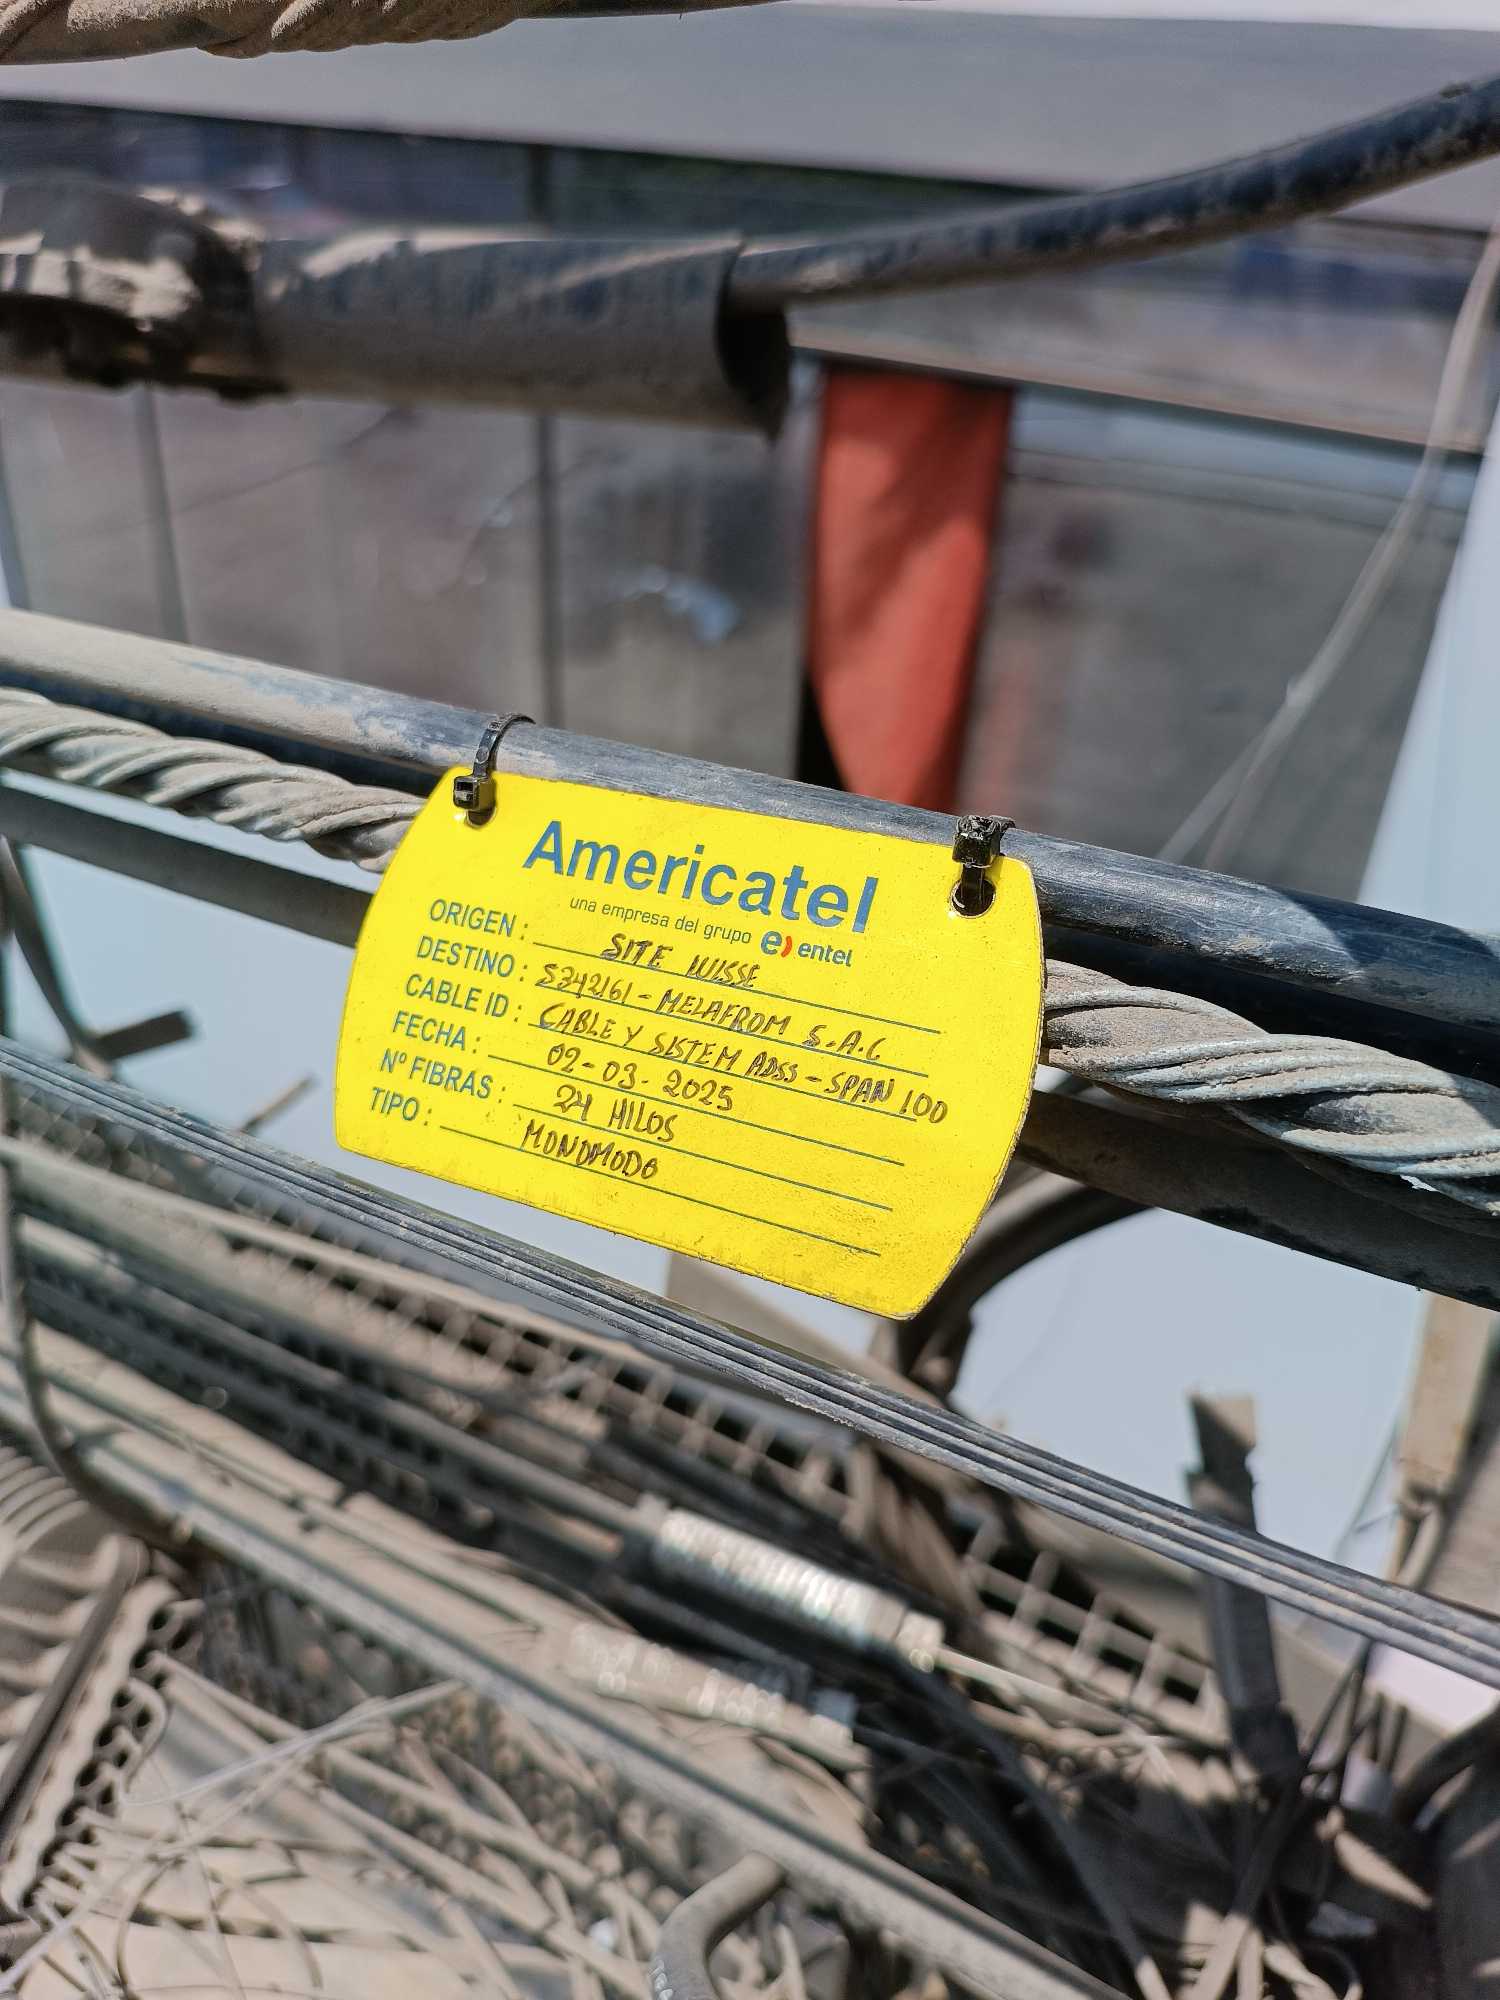 Americatel
una empresa del grupo e) entel
ORIGEN: SITE WISSE
DESTINO: S342161 - MELAFROM S.A.C
CABLE ID: CABLE Y SISTEM ADSS - SPAN 100
FECHA: 02-03-2025
Nº FIBRAS: 24 HILOS
TIPO: MONOMODO